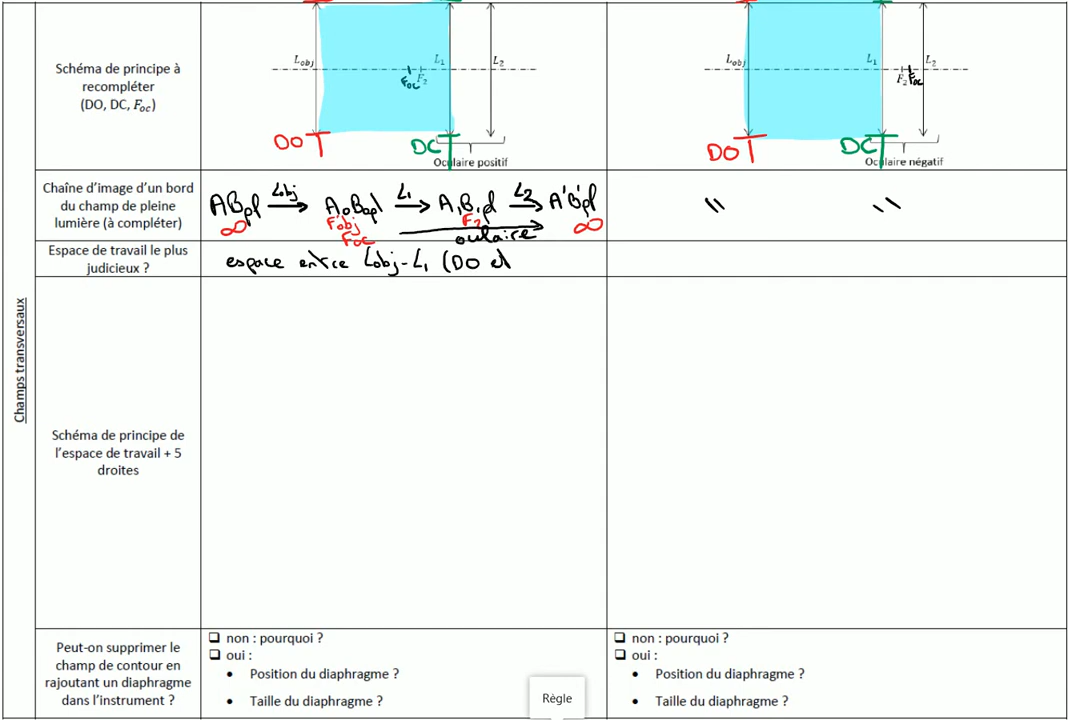 Schéma de principe à
recompléter
(DO, DC, Foc)
Lobj
L1
L2
Foc
F2
DO
DC
Oculaire positif
Lobj
L1
L2
F2
Foc
DO
DC
Oculaire négatif
Chaîne d'image d'un bord
du champ de pleine
lumière (à compléter)
ABpl Lobj→ AoBopl L1→ A1B1pl L2→ A'B'pl
∞ F'obj F2 ∞
Foc oculaire
" "
Espace de travail le plus
judicieux ?
espace entre Lobj-L1 (DO et
Champs transversaux
Schéma de principe de
l'espace de travail + 5
droites
Peut-on supprimer le
champ de contour en
rajoutant un diaphragme
dans l'instrument ?
❑ non : pourquoi ?
❑ oui :
• Position du diaphragme ?
• Taille du diaphragme ?
❑ non : pourquoi ?
❑ oui :
• Position du diaphragme ?
• Taille du diaphragme ?
Règle